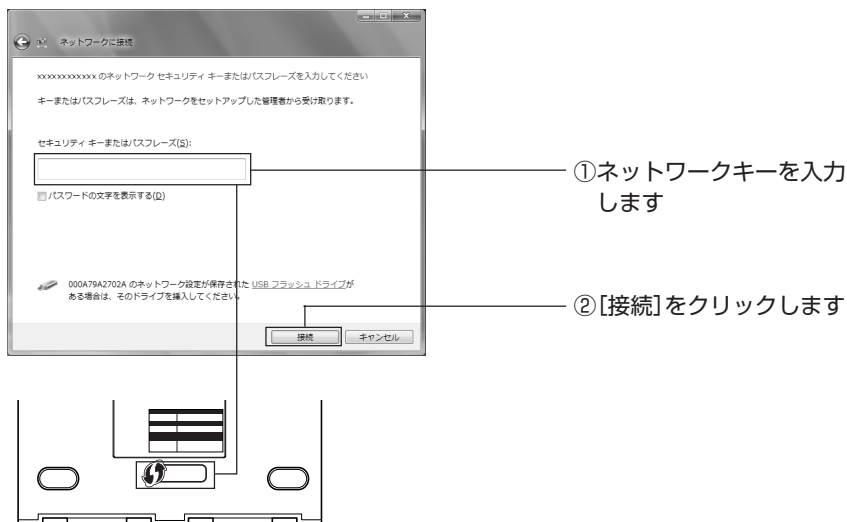 ネットワークに接続
xxxxxxxxxxxx のネットワーク セキュリティ キーまたはパスフレーズを入力してください
キーまたはパスフレーズは、ネットワークをセットアップした管理者から受け取ります。
セキュリティ キーまたはパスフレーズ(S):
パスワードの文字を表示する(D)
000A79A2702A のネットワーク設定が保存された USB フラッシュ ドライブが
ある場合は、そのドライブを挿入してください。
接続
キャンセル
①ネットワークキーを入力
します
②[接続]をクリックします